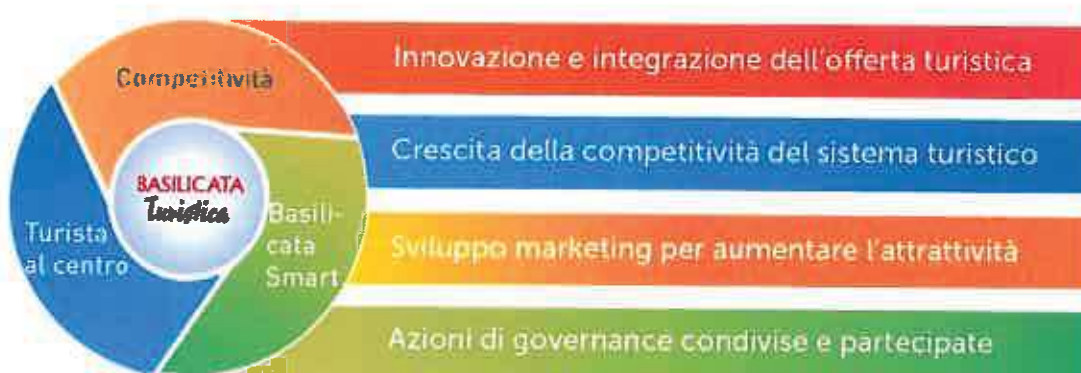 Competitività
BASILICATA
Turistica
Turista
al centro
Basili-
cata
Smart
Innovazione e integrazione dell'offerta turistica
Crescita della competitività del sistema turistico
Sviluppo marketing per aumentare l'attrattività
Azioni di governance condivise e partecipate